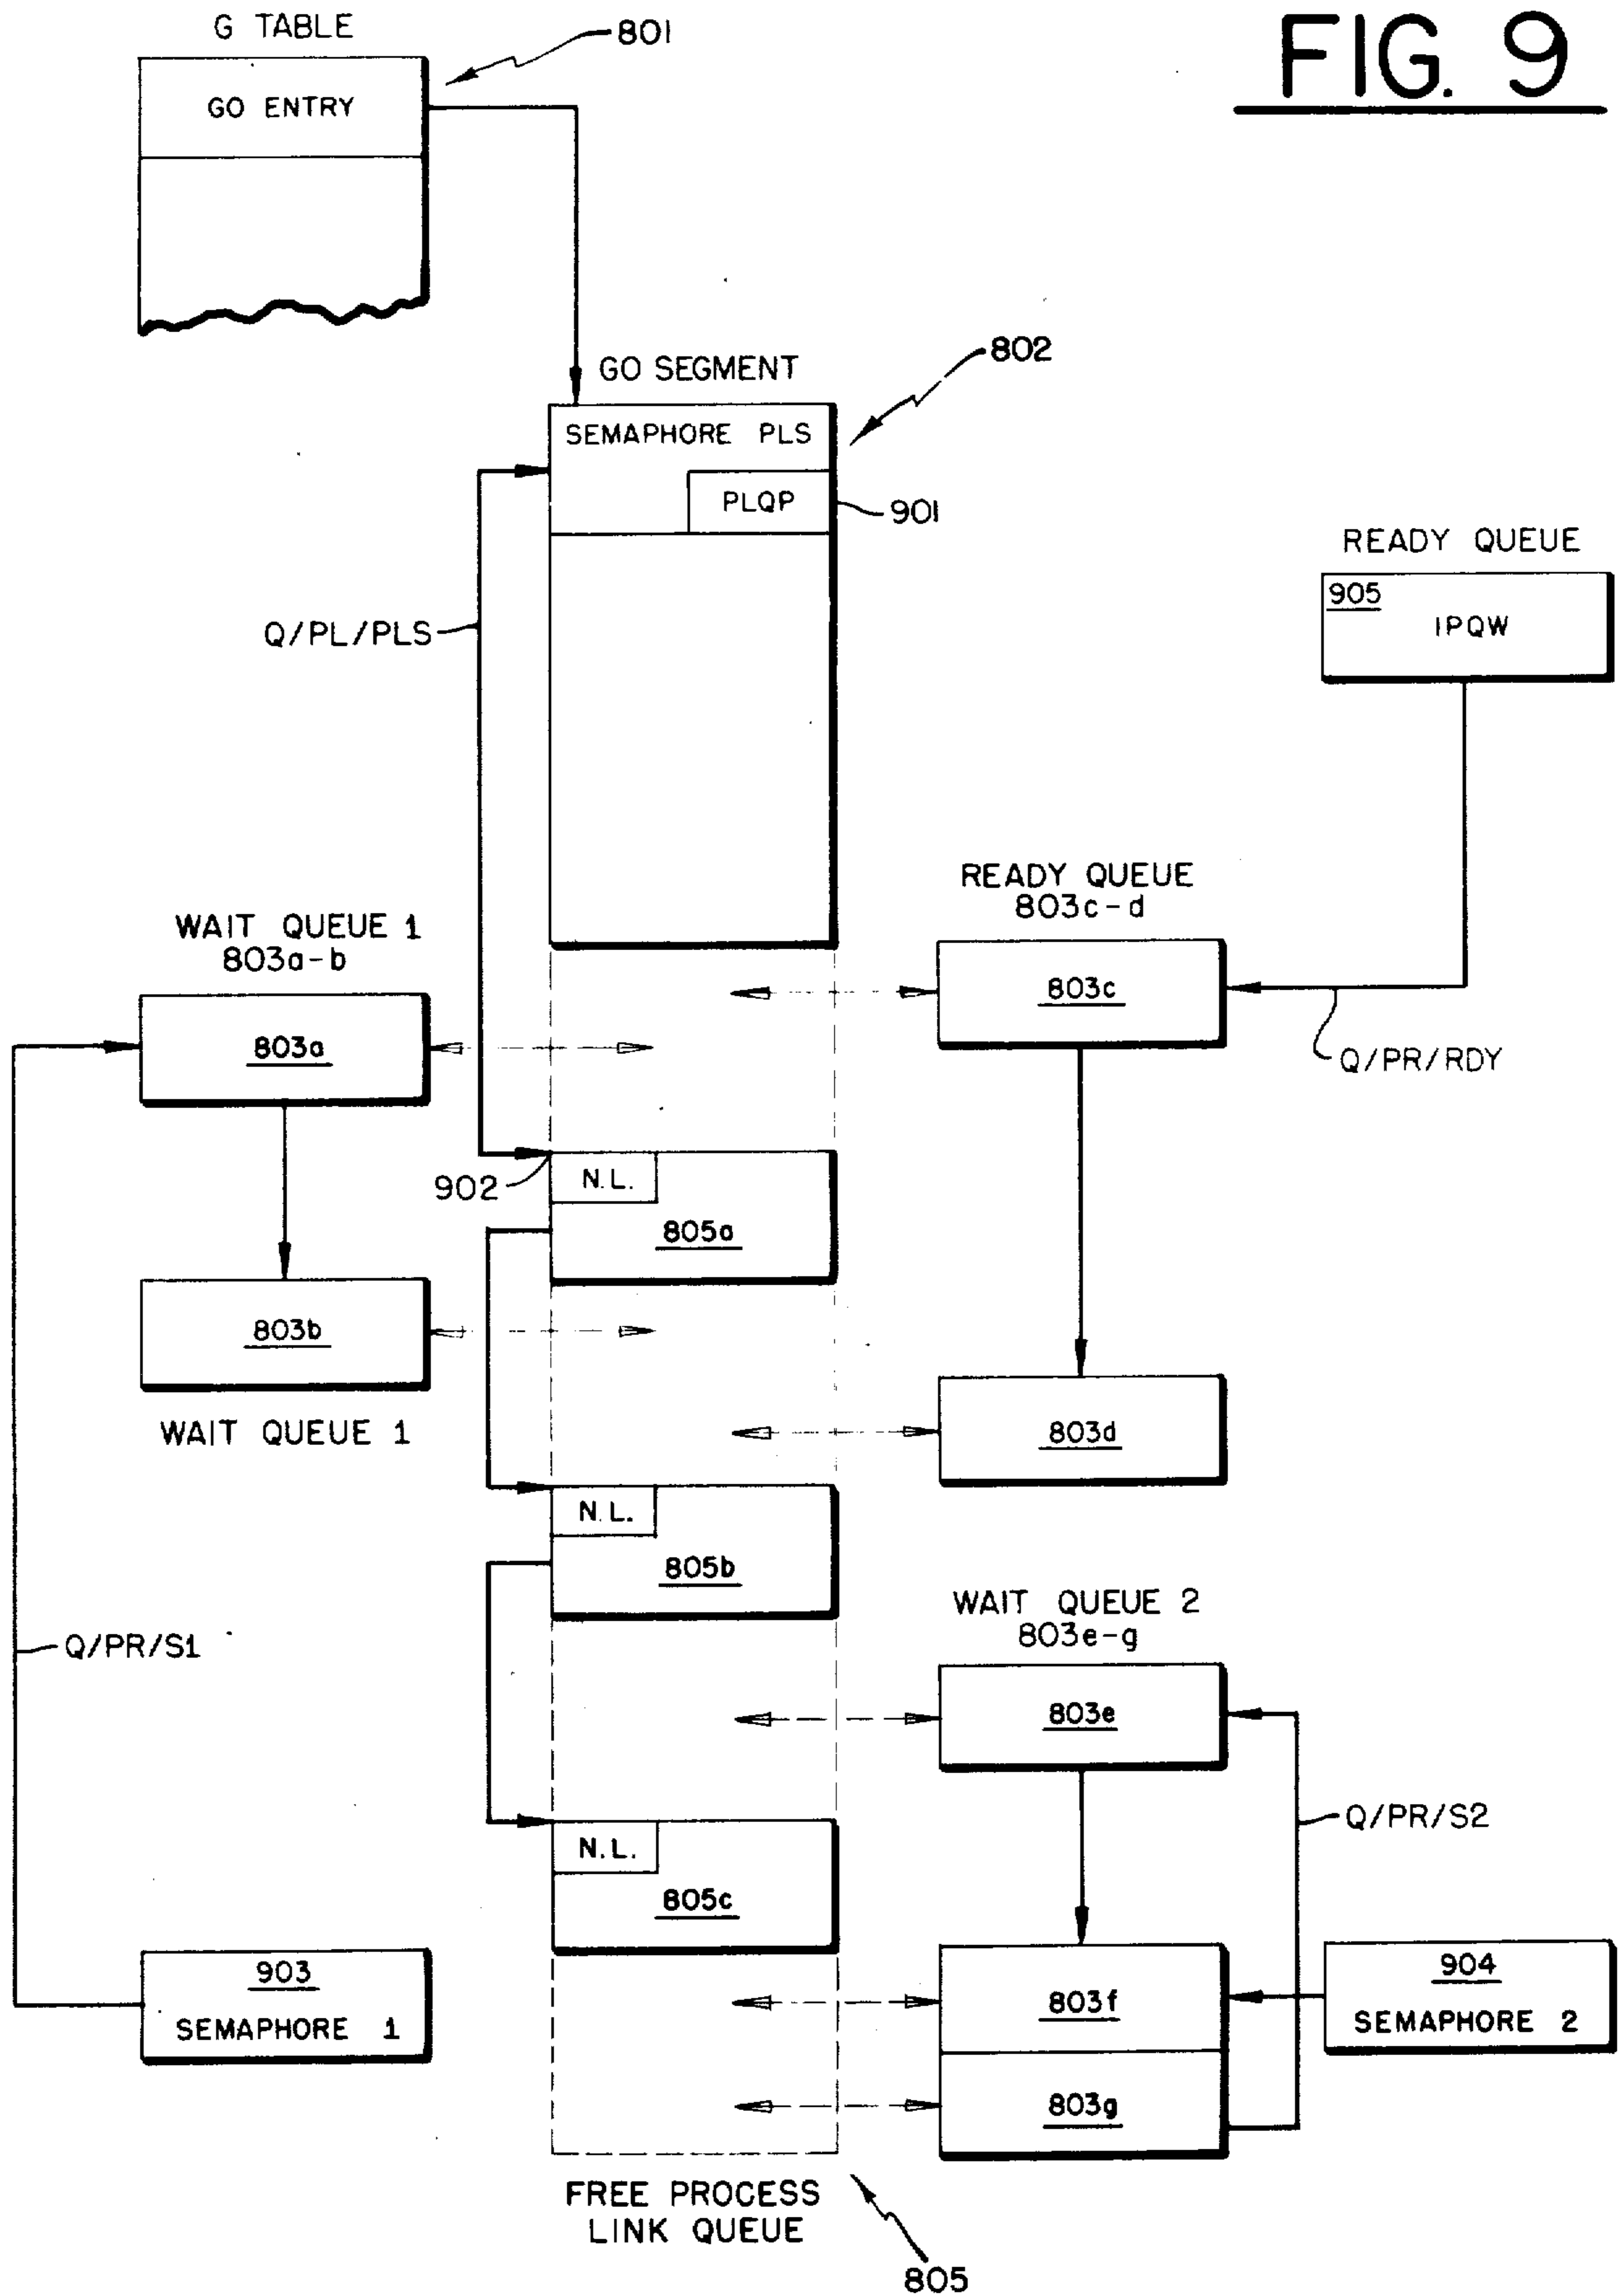 FIG. 9
G TABLE
801
GO ENTRY
GO SEGMENT
802
SEMAPHORE PLS
PLQP
901
READY QUEUE
905
IPQW
Q/PL/PLS
READY QUEUE
803c-d
WAIT QUEUE 1
803a-b
803c
803a
Q/PR/RDY
902
N.L.
805a
803b
WAIT QUEUE 1
803d
N.L.
805b
WAIT QUEUE 2
803e-g
Q/PR/S1
803e
Q/PR/S2
N.L.
805c
903
SEMAPHORE 1
803f
904
SEMAPHORE 2
803g
FREE PROCESS
LINK QUEUE
805